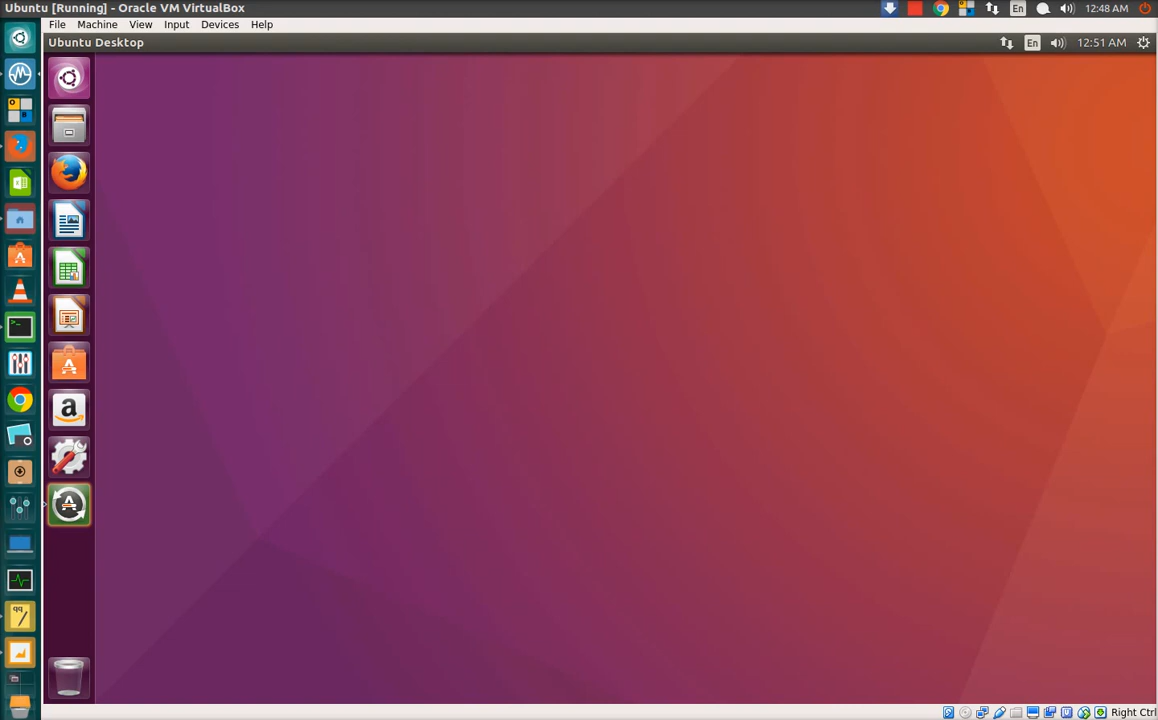 Ubuntu [Running] - Oracle VM VirtualBox
En
12:48 AM
File Machine View Input Devices Help
Ubuntu Desktop
En
12:51 AM
Right Ctrl